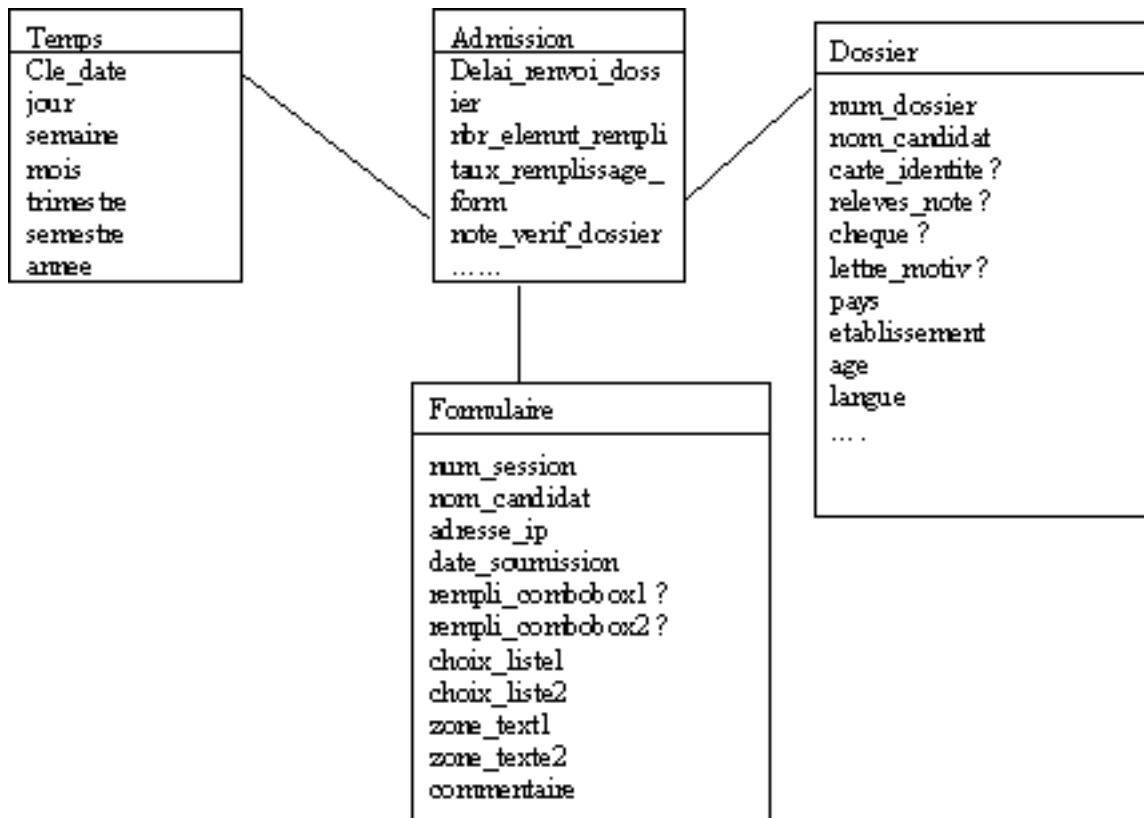 Temps
Cle_date
jour
semaine
mois
trimestre
semestre
annee
Admission
Delai_renvoi_doss
ier
nbr_elemnt_rempli
taux_remplissage_
form
note_verif_dossier
......
Dossier
num_dossier
nom_candidat
carte_identite ?
releves_note ?
cheque ?
lettre_motiv ?
pays
etablissement
age
langue
....
Formulaire
num_session
nom_candidat
adresse_ip
date_soumission
rempli_combobox1 ?
rempli_combobox2 ?
choix_liste1
choix_liste2
zone_text1
zone_texte2
commentaire